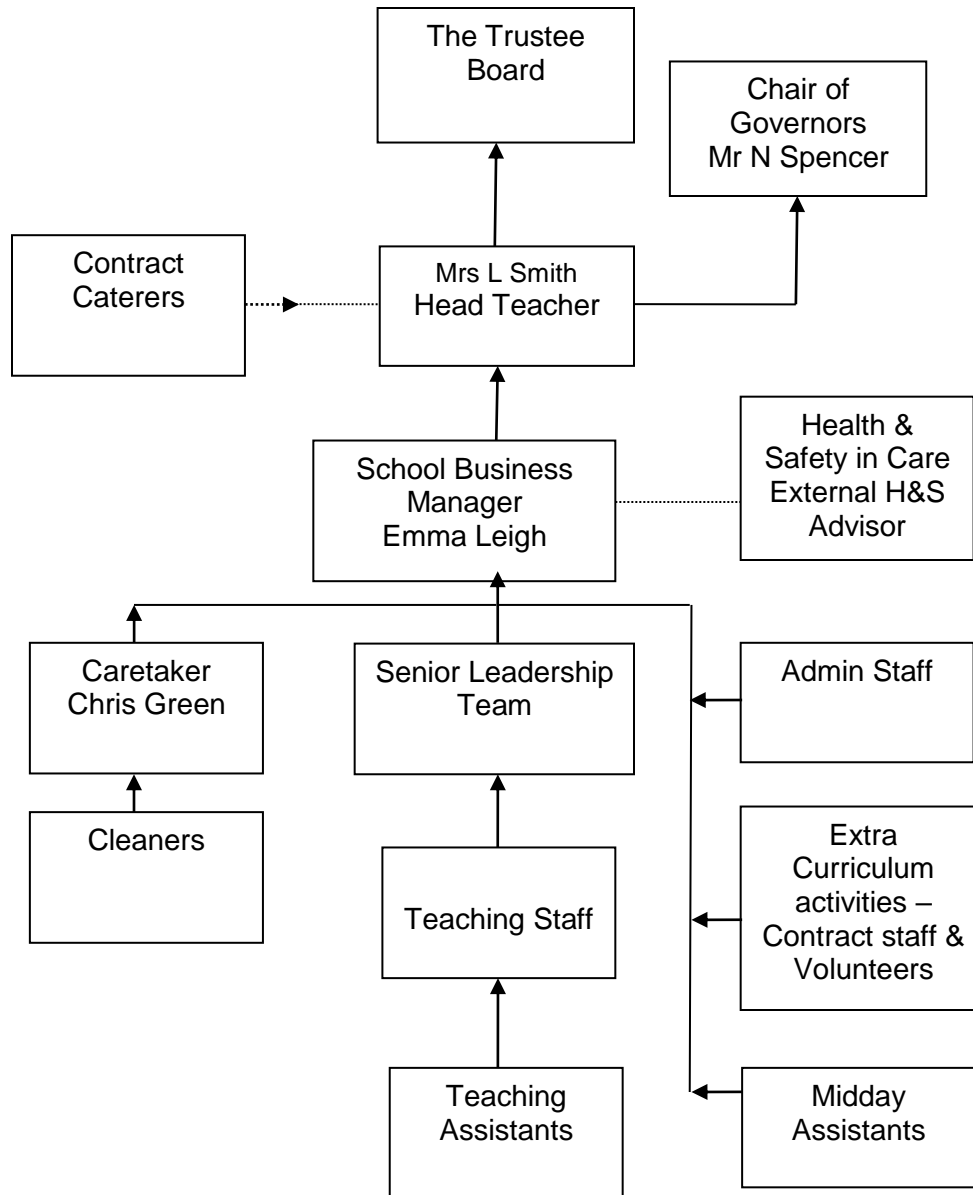 The Trustee
Board
Chair of
Governors
Mr N Spencer
Contract
Caterers
Mrs L Smith
Head Teacher
School Business
Manager
Emma Leigh
Health &
Safety in Care
External H&S
Advisor
Caretaker
Chris Green
Senior Leadership
Team
Admin Staff
Cleaners
Teaching Staff
Extra
Curriculum
activities –
Contract staff &
Volunteers
Teaching
Assistants
Midday
Assistants